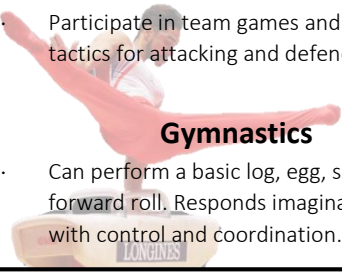 · Participate in team games and
tactics for attacking and defen
Gymnastics
· Can perform a basic log, egg, s
forward roll. Responds imagina
with control and coordination.
LONGINES